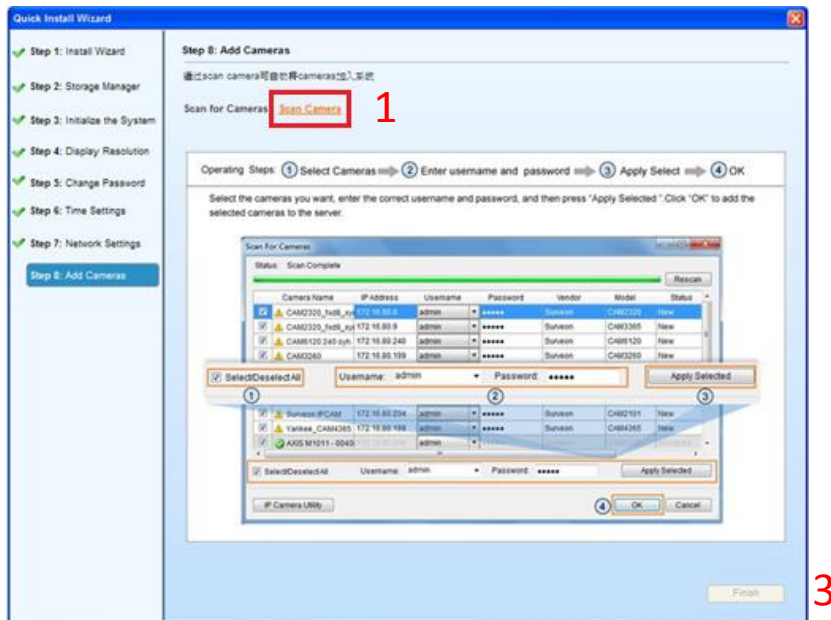 Quick Install Wizard
Step 1: Install Wizard
Step 2: Storage Manager
Step 3: Initialize the System
Step 4: Display Resolution
Step 5: Change Password
Step 6: Time Settings
Step 7: Network Settings
Step 8: Add Cameras
Step 8: Add Cameras
通过scan camera可自动将cameras加入系统
Scan for Cameras Scan Camera 1
Operating Steps: 1 Select Cameras 2 Enter username and password 3 Apply Select 4 OK
Select the cameras you want, enter the correct username and password, and then press "Apply Selected ".Click "OK" to add the
selected cameras to the server.
Scan For Cameras
Status: Scan Complete
Rescan
Camera Name IP Address Username Password Vendor Model Status
CAM2320_fxd8_xy 172.16.80.8 admin ●●●●● Surveon CAM2320 New
172.16.80.9 admin ●●●●● Surveon CAM3365 New
CAM6120 240 syh 172.16.80.240 admin ●●●●● Surveon CAM6120 New
CAM3260 172.16.80.199 admin ●●●●● Surveon CAM3260 New
Select/Deselect All Username: admin Password: ●●●●● Apply Selected
1 2 3
Surveon IPCAM 172.16.80.204 admin ●●●●● Surveon CAM2101 New
Yankee_CAM4365 admin ●●●●● Surveon CAM4365 New
AXIS M1011 - 0040 admin ●●●●●
Select/Deselect All Username: admin Password: ●●●●● Apply Selected
IP Camera Utility 4 OK Cancel
Finish 3